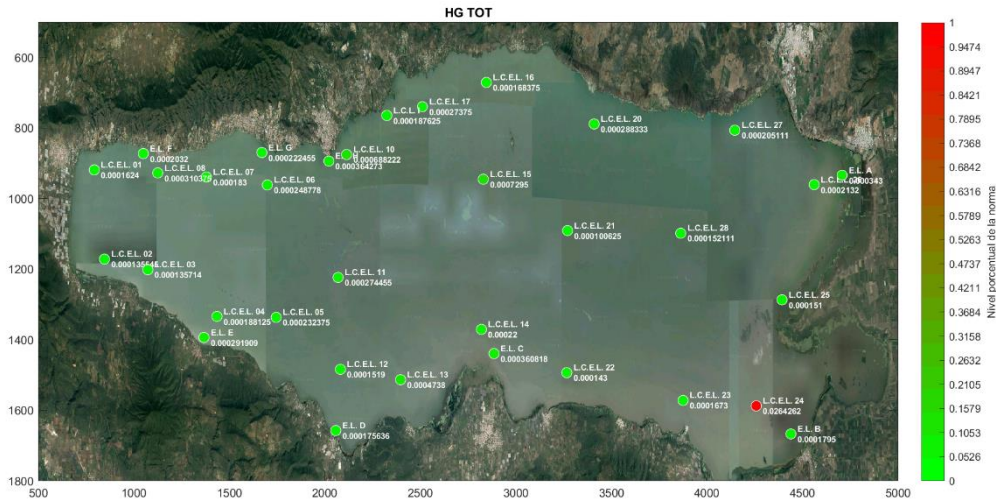 HG TOT
600
800
1000
1200
1400
1600
1800
500
1000
1500
2000
2500
3000
3500
4000
4500
5000
L.C.E.L. 16
0.000168375
L.C.E.L. 17
0.00027375
0.000187625
L.C.E.L. 20
0.000288333
L.C.E.L. 27
0.000205111
E.L. F
0.0002032
E.L. G
0.000222455
L.C.E.L. 10
0.000688222
0.000364273
L.C.E.L. 01
0.0001624
L.C.E.L. 08
0.000310375
L.C.E.L. 07
0.000183
L.C.E.L. 06
0.000248778
L.C.E.L. 15
0.0007295
E.L. A
0.0000343
0.0002132
L.C.E.L. 21
0.000100625
L.C.E.L. 28
0.000152111
L.C.E.L. 02
L.C.E.L. 03
0.000135714
L.C.E.L. 11
0.000274455
L.C.E.L. 25
0.000151
L.C.E.L. 04
0.000188125
L.C.E.L. 05
0.000232375
E.L. E
0.000291909
L.C.E.L. 14
0.00022
E.L. C
0.000360818
L.C.E.L. 12
0.0001519
L.C.E.L. 13
0.0004738
L.C.E.L. 22
0.000143
L.C.E.L. 23
0.0001673
L.C.E.L. 24
0.0264262
E.L. D
0.000175636
E.L. B
0.0001795
1
0.9474
0.8947
0.8421
0.7895
0.7368
0.6842
0.6316
0.5789
0.5263
0.4737
0.4211
0.3684
0.3158
0.2632
0.2105
0.1579
0.1053
0.0526
0
Nivel porcentual de la norma